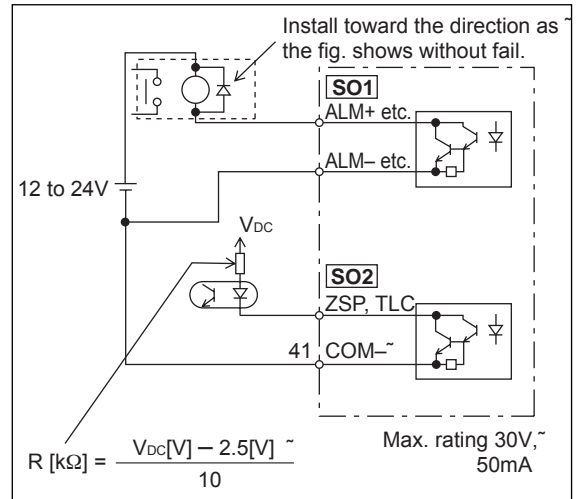 Install toward the direction as ˜
the fig. shows without fail.
SO1
ALM+ etc.
ALM– etc.
12 to 24V
VDC
SO2
ZSP, TLC
41 COM–˜
R [kΩ] = VDC[V] – 2.5[V] ˜
10
Max. rating 30V,˜
50mA